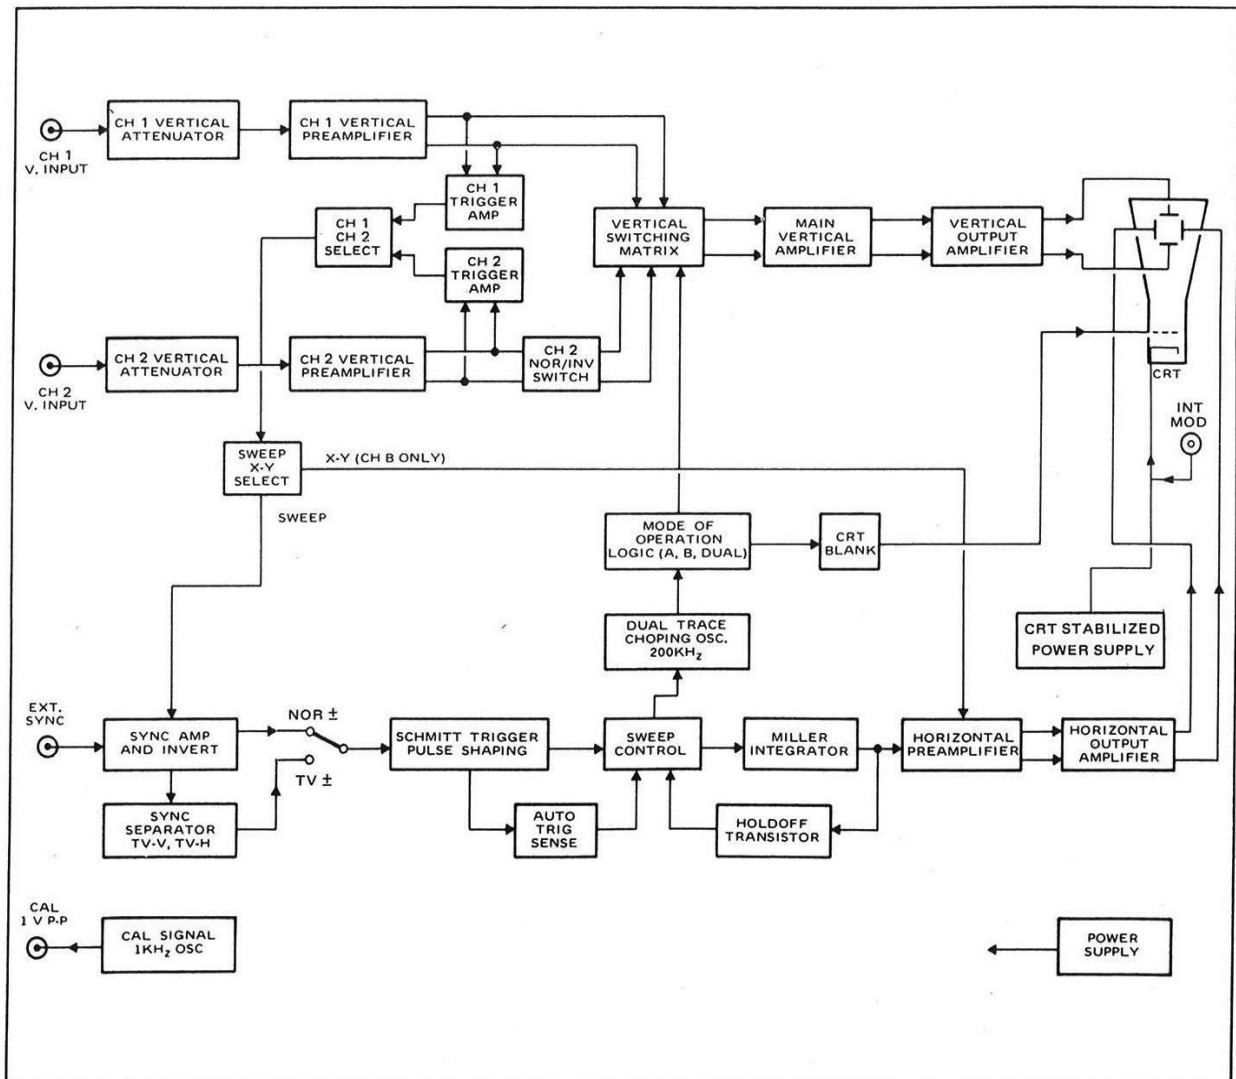 CH 1 VERTICAL
ATTENUATOR
CH 1 VERTICAL
PREAMPLIFIER
CH 1
V. INPUT
CH 1
TRIGGER
AMP
CH 1
CH 2
SELECT
CH 2
TRIGGER
AMP
VERTICAL
SWITCHING
MATRIX
MAIN
VERTICAL
AMPLIFIER
VERTICAL
OUTPUT
AMPLIFIER
CH 2 VERTICAL
ATTENUATOR
CH 2 VERTICAL
PREAMPLIFIER
CH 2
NOR/INV
SWITCH
CH 2
V. INPUT
CRT
INT
MOD
SWEEP
X-Y
SELECT
X-Y (CH B ONLY)
SWEEP
MODE OF
OPERATION
LOGIC (A, B, DUAL)
CRT
BLANK
DUAL TRACE
CHOPING OSC.
200KHz
CRT STABILIZED
POWER SUPPLY
EXT.
SYNC
SYNC AMP
AND INVERT
NOR ±
TV ±
SCHMITT TRIGGER
PULSE SHAPING
SWEEP
CONTROL
MILLER
INTEGRATOR
HORIZONTAL
PREAMPLIFIER
HORIZONTAL
OUTPUT
AMPLIFIER
SYNC
SEPARATOR
TV-V, TV-H
AUTO
TRIG
SENSE
HOLDOFF
TRANSISTOR
CAL
1 V P-P
CAL SIGNAL
1KHz OSC
POWER
SUPPLY